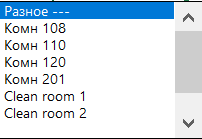 Разное ---
Комн 108
Комн 110
Комн 120
Комн 201
Clean room 1
Clean room 2